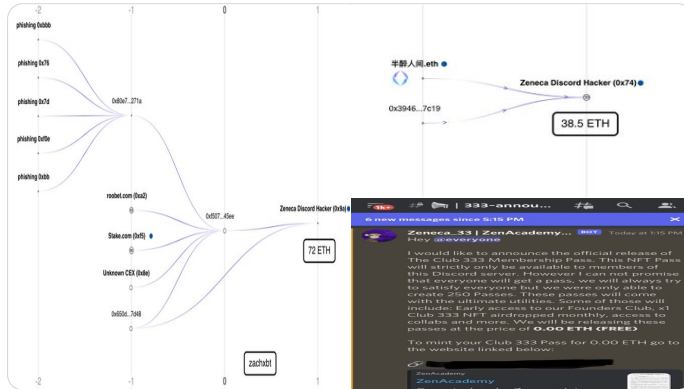 -2
-1
0
1
phishing 0xbbb
phishing 0x76
phishing 0x7d
phishing 0xf0e
phishing 0xbb
0x80e7...271a
roobet.com (0xa2)
Stake.com (0xf5)
Unknown CEX (0x8e)
0x650d...7d48
0xf507...45ee
Zeneca Discord Hacker (0x9a)
72 ETH
zachxbt
-1
0
半醉人间.eth
0x3946...7c19
Zeneca Discord Hacker (0x74)
38.5 ETH
1k+
333-annou...
6 new messages since 5:15 PM
Zeneca_33 | ZenAcademy... BOT Today at 1:15 PM
Hey @everyone
I would like to announce the official release of
The Club 333 Membership Pass. This NFT Pass
will strictly only be available to members of
this Discord server. However I can not promise
that everyone will get a pass, we will always try
to satisfy everyone but we were only able to
create 250 Passes. These passes will come
with the ultimate utilities. Some of those will
include: Early access to our Founders Club, x1
Club 333 NFT airdropped monthly, access to
collabs and more. We will be releasing these
passes at the price of 0.00 ETH (FREE)
To mint your Club 333 Pass for 0.00 ETH go to
the website linked below:
ZenAcademy
ZenAcademy